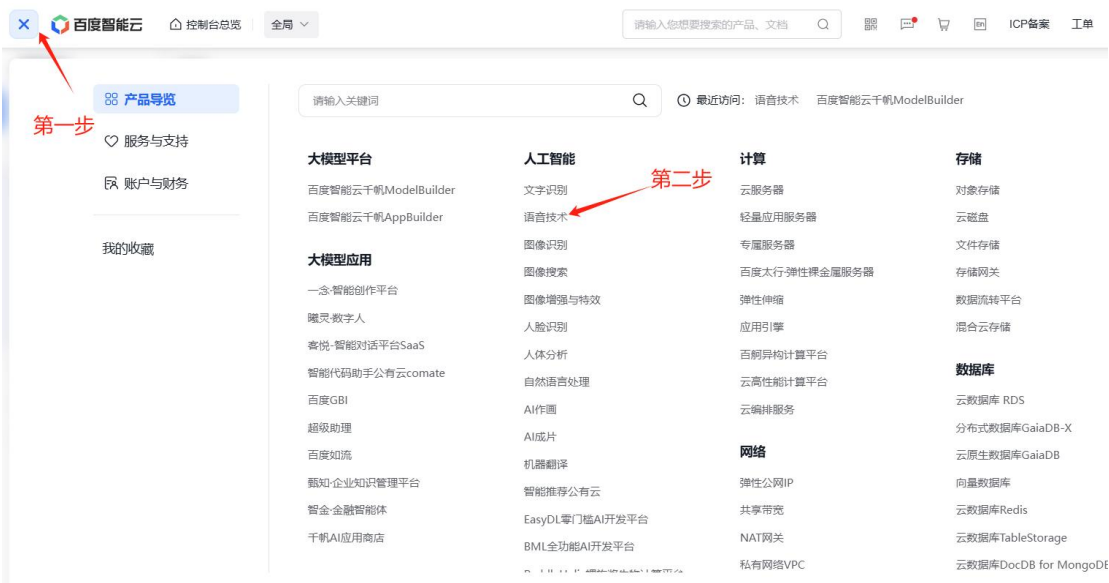 百度智能云 控制台总览 全局 请输入您想要搜索的产品、文档 En ICP备案 工单
第一步
产品导览
服务与支持
账户与财务
我的收藏
请输入关键词 最近访问: 语音技术 百度智能云千帆ModelBuilder
第二步
大模型平台
百度智能云千帆ModelBuilder
百度智能云千帆AppBuilder
大模型应用
一念·智能创作平台
曦灵·数字人
客悦·智能对话平台SaaS
智能代码助手公有云comate
百度GBI
超级助理
百度如流
甄知·企业知识管理平台
智金·金融智能体
千帆AI应用商店
人工智能
文字识别
语音技术
图像识别
图像搜索
图像增强与特效
人脸识别
人体分析
自然语言处理
AI作画
AI成片
机器翻译
智能推荐公有云
EasyDL零门槛AI开发平台
BML全功能AI开发平台
计算
云服务器
轻量应用服务器
专属服务器
百度太行·弹性裸金属服务器
弹性伸缩
应用引擎
百舸异构计算平台
云高性能计算平台
云编排服务
网络
弹性公网IP
共享带宽
NAT网关
私有网络VPC
存储
对象存储
云磁盘
文件存储
存储网关
数据流转平台
混合云存储
数据库
云数据库 RDS
分布式数据库GaiaDB-X
云原生数据库GaiaDB
向量数据库
云数据库Redis
云数据库TableStorage
云数据库DocDB for MongoDB